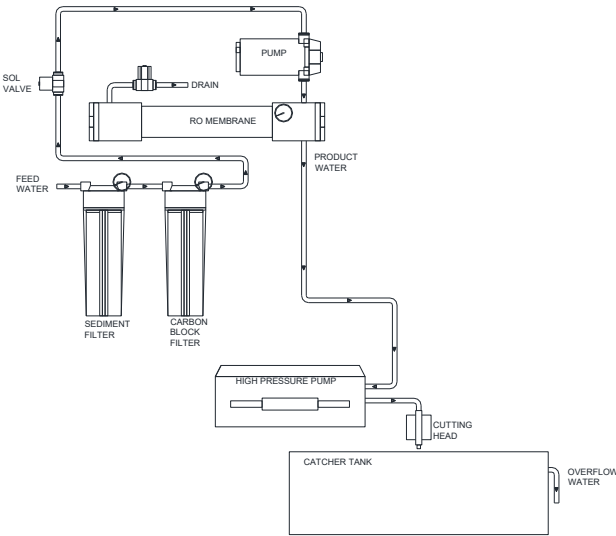 PUMP
SOL
VALVE
DRAIN
RO MEMBRANE
PRODUCT
WATER
FEED
WATER
SEDIMENT
FILTER
CARBON
BLOCK
FILTER
HIGH PRESSURE PUMP
CUTTING
HEAD
CATCHER TANK
OVERFLOW
WATER